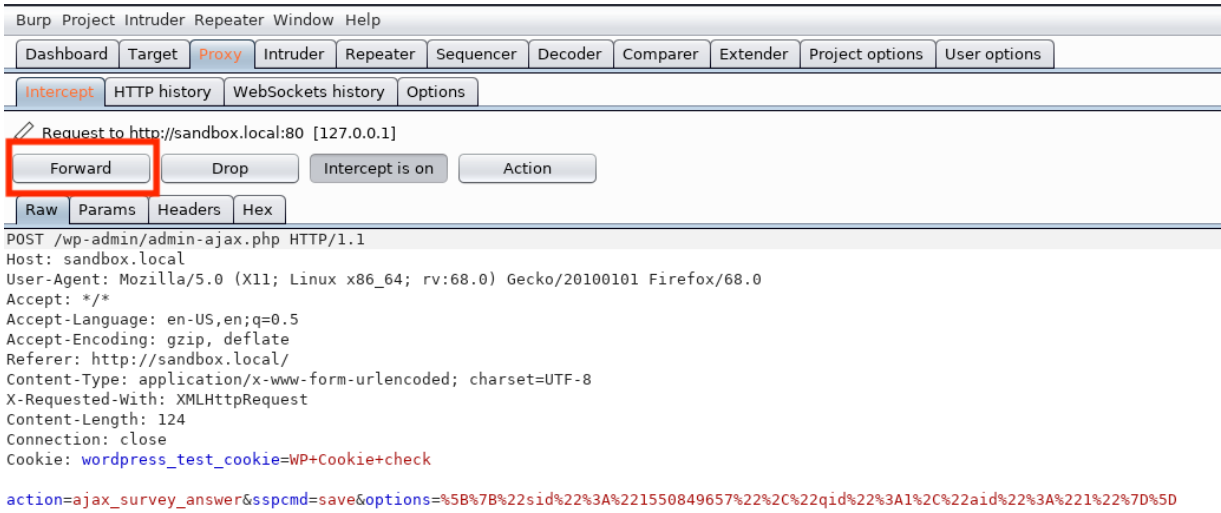 Burp Project Intruder Repeater Window Help
Dashboard Target Proxy Intruder Repeater Sequencer Decoder Comparer Extender Project options User options
Intercept HTTP history WebSockets history Options
Request to http://sandbox.local:80 [127.0.0.1]
Forward Drop Intercept is on Action
Raw Params Headers Hex
POST /wp-admin/admin-ajax.php HTTP/1.1
Host: sandbox.local
User-Agent: Mozilla/5.0 (X11; Linux x86_64; rv:68.0) Gecko/20100101 Firefox/68.0
Accept: */*
Accept-Language: en-US,en;q=0.5
Accept-Encoding: gzip, deflate
Referer: http://sandbox.local/
Content-Type: application/x-www-form-urlencoded; charset=UTF-8
X-Requested-With: XMLHttpRequest
Content-Length: 124
Connection: close
Cookie: wordpress_test_cookie=WP+Cookie+check
action=ajax_survey_answer&sspcmd=save&options=%5B%7B%22sid%22%3A%221550849657%22%2C%22qid%22%3A1%2C%22aid%22%3A%221%22%7D%5D